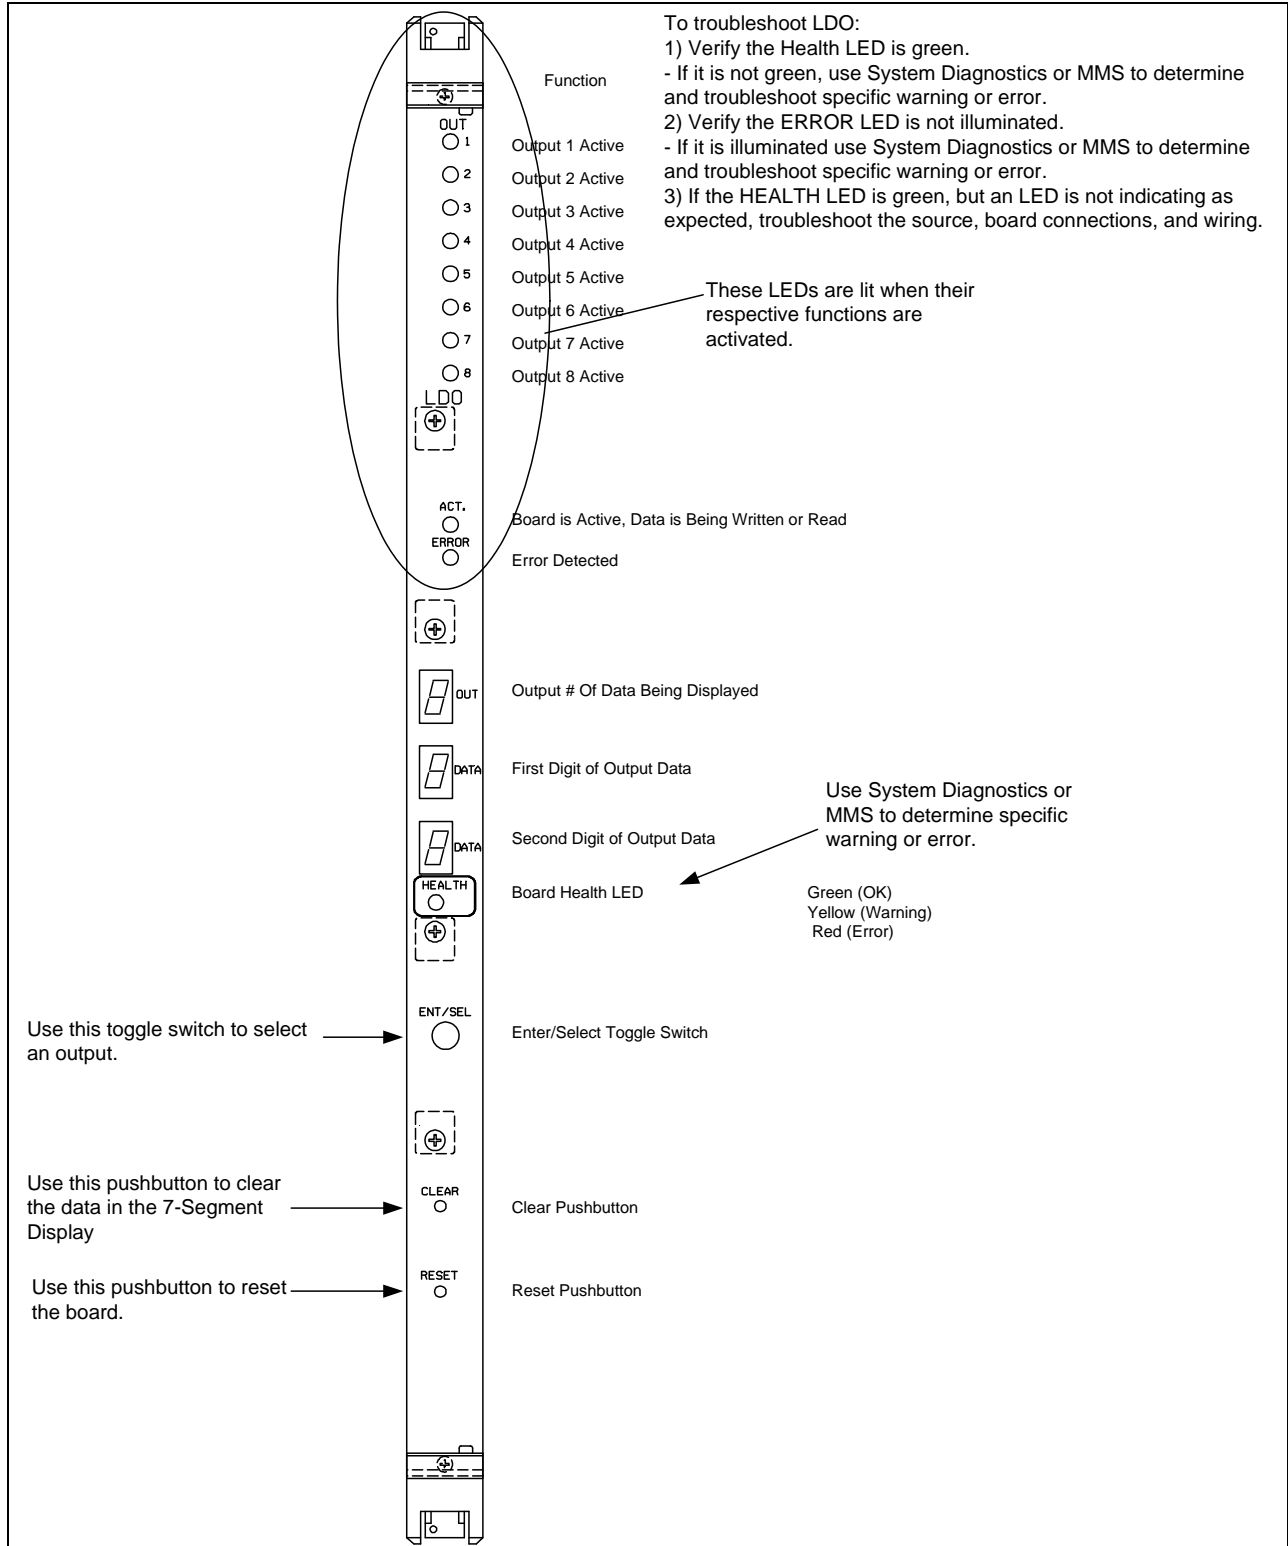 To troubleshoot LDO:
1) Verify the Health LED is green.
- If it is not green, use System Diagnostics or MMS to determine
and troubleshoot specific warning or error.
2) Verify the ERROR LED is not illuminated.
- If it is illuminated use System Diagnostics or MMS to determine
and troubleshoot specific warning or error.
3) If the HEALTH LED is green, but an LED is not indicating as
expected, troubleshoot the source, board connections, and wiring.
Function
OUT
1 Output 1 Active
2 Output 2 Active
3 Output 3 Active
4 Output 4 Active
5 Output 5 Active
6 Output 6 Active
7 Output 7 Active
8 Output 8 Active
These LEDs are lit when their
respective functions are
activated.
LDO
ACT.
Board is Active, Data is Being Written or Read
ERROR
Error Detected
OUT Output # Of Data Being Displayed
DATA First Digit of Output Data
DATA Second Digit of Output Data
Use System Diagnostics or
MMS to determine specific
warning or error.
HEALTH
Board Health LED
Green (OK)
Yellow (Warning)
Red (Error)
Use this toggle switch to select
an output.
ENT/SEL
Enter/Select Toggle Switch
Use this pushbutton to clear
the data in the 7-Segment
Display
CLEAR
Clear Pushbutton
Use this pushbutton to reset
the board.
RESET
Reset Pushbutton